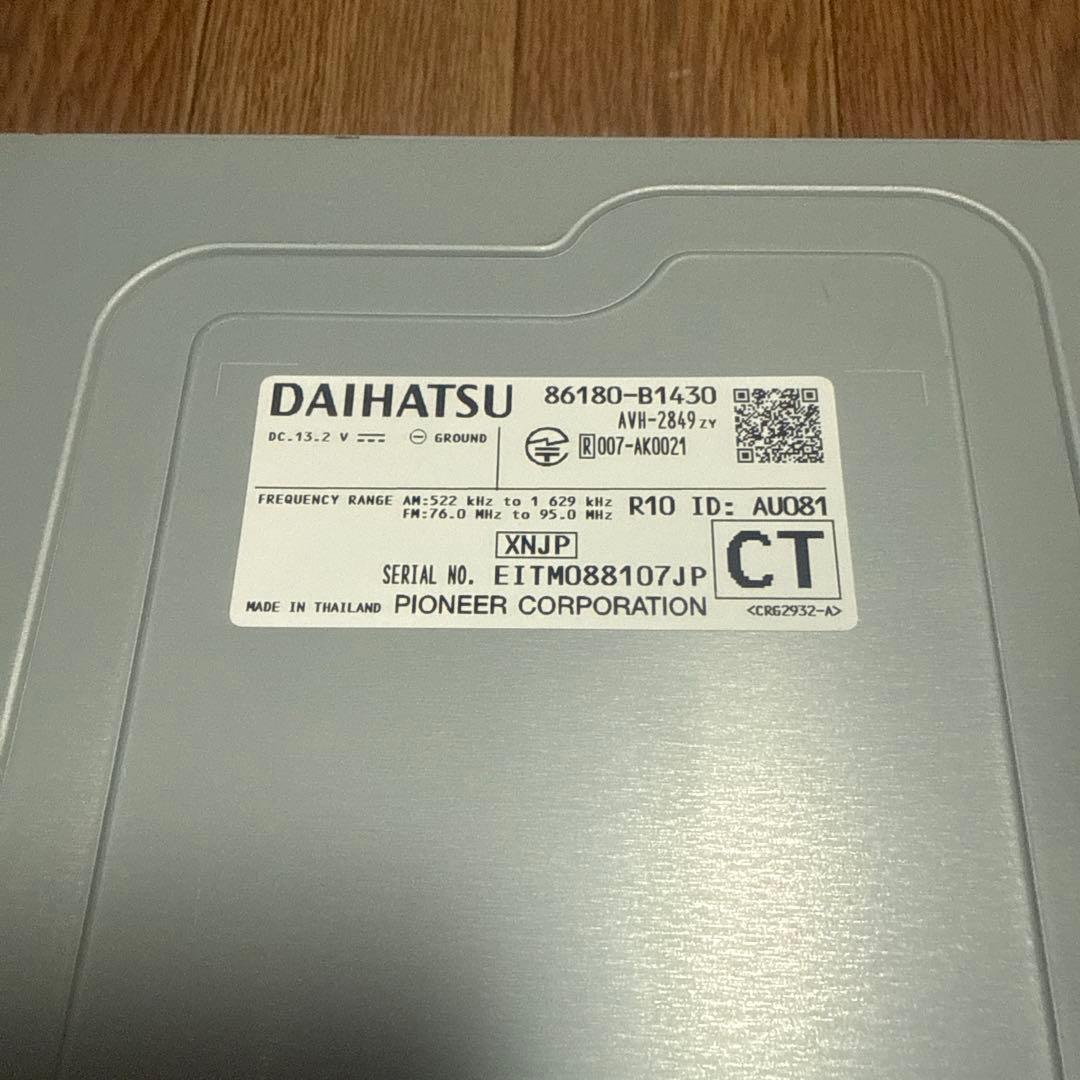 DAIHATSU 86180-B1430
AVH-2849ZY
DC.13.2 V ⊖ GROUND
R 007-AK0021
FREQUENCY RANGE AM:522 kHz to 1 629 kHz
FM:76.0 MHz to 95.0 MHz
R10 ID: AU081
XNJP
CT
SERIAL NO. EITM088107JP
MADE IN THAILAND PIONEER CORPORATION
<CRG2932-A>